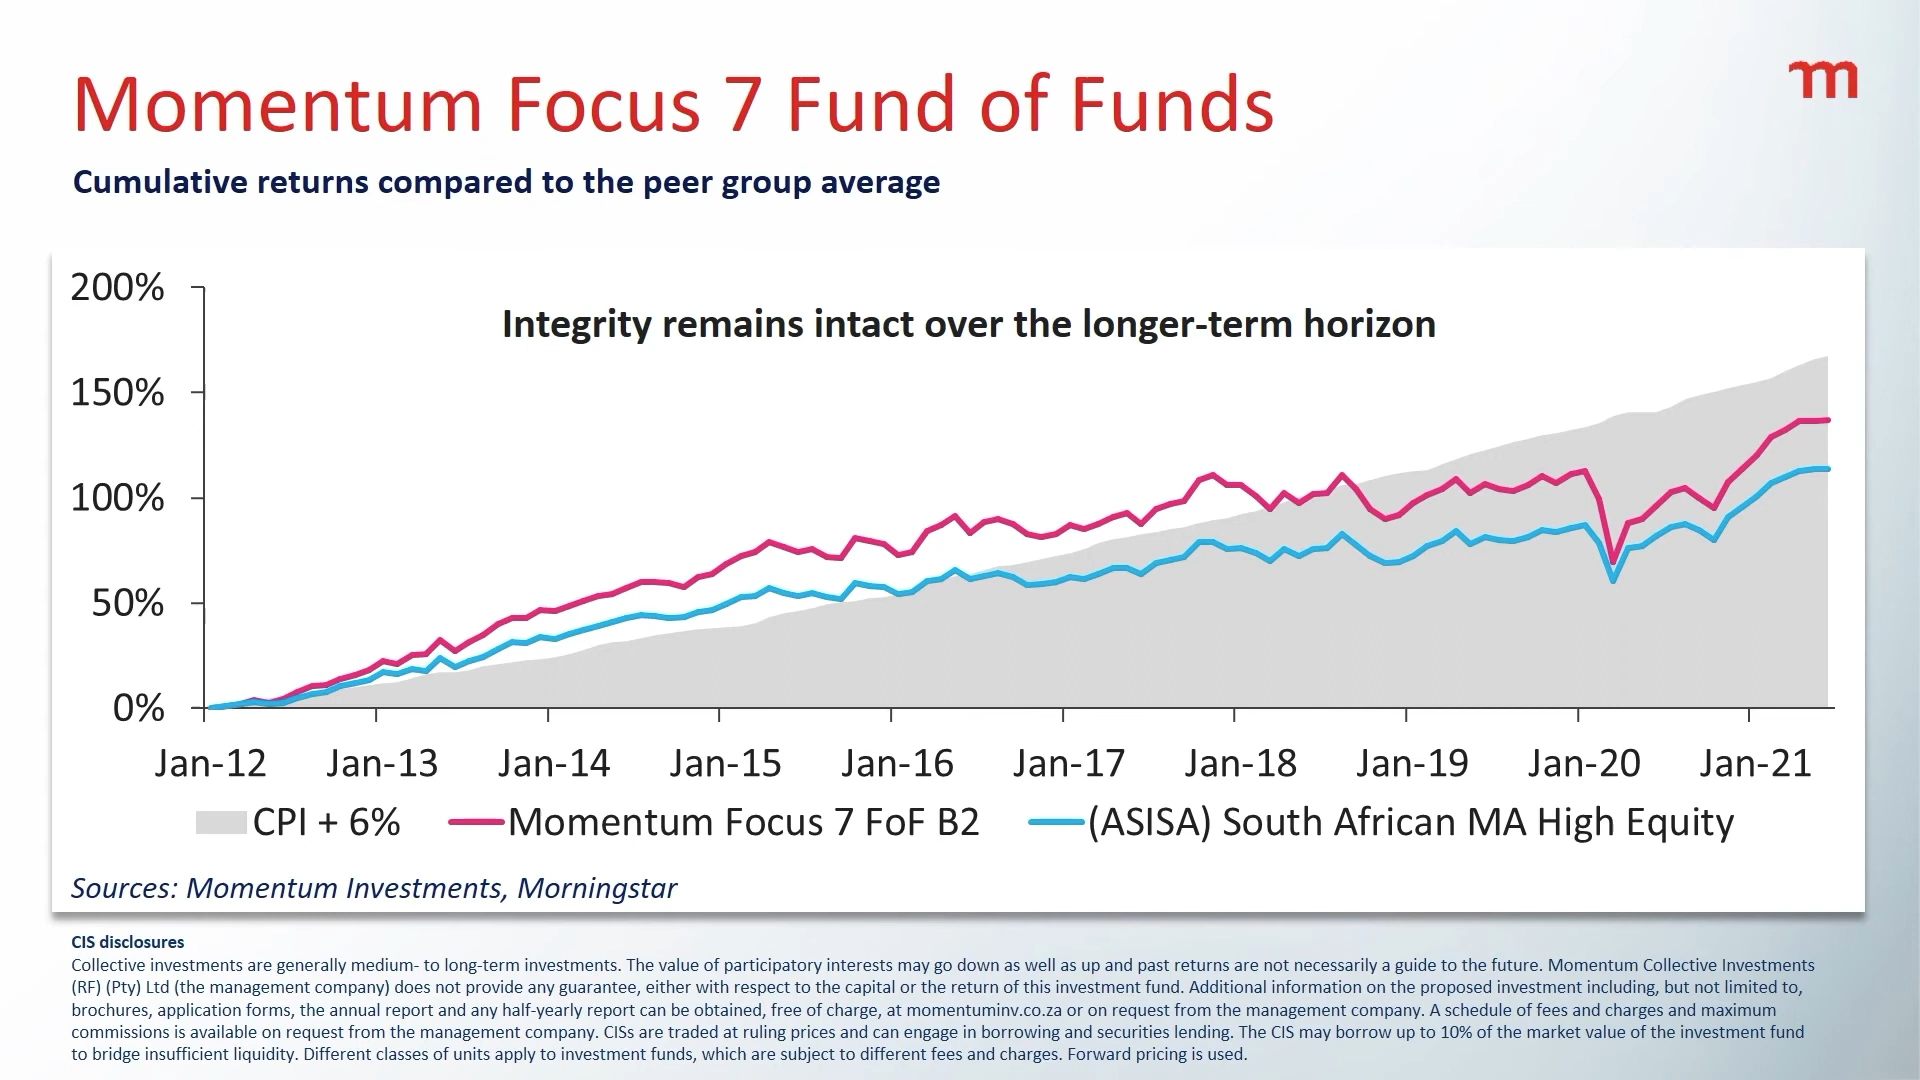 Momentum Focus 7 Fund of Funds
m
Cumulative returns compared to the peer group average
Integrity remains intact over the longer-term horizon
200%
150%
100%
50%
0%
Jan-12 Jan-13 Jan-14 Jan-15 Jan-16 Jan-17 Jan-18 Jan-19 Jan-20 Jan-21
CPI + 6% Momentum Focus 7 FoF B2 (ASISA) South African MA High Equity
Sources: Momentum Investments, Morningstar
CIS disclosures
Collective investments are generally medium- to long-term investments. The value of participatory interests may go down as well as up and past returns are not necessarily a guide to the future. Momentum Collective Investments
(RF) (Pty) Ltd (the management company) does not provide any guarantee, either with respect to the capital or the return of this investment fund. Additional information on the proposed investment including, but not limited to,
brochures, application forms, the annual report and any half-yearly report can be obtained, free of charge, at momentuminv.co.za or on request from the management company. A schedule of fees and charges and maximum
commissions is available on request from the management company. CISs are traded at ruling prices and can engage in borrowing and securities lending. The CIS may borrow up to 10% of the market value of the investment fund
to bridge insufficient liquidity. Different classes of units apply to investment funds, which are subject to different fees and charges. Forward pricing is used.